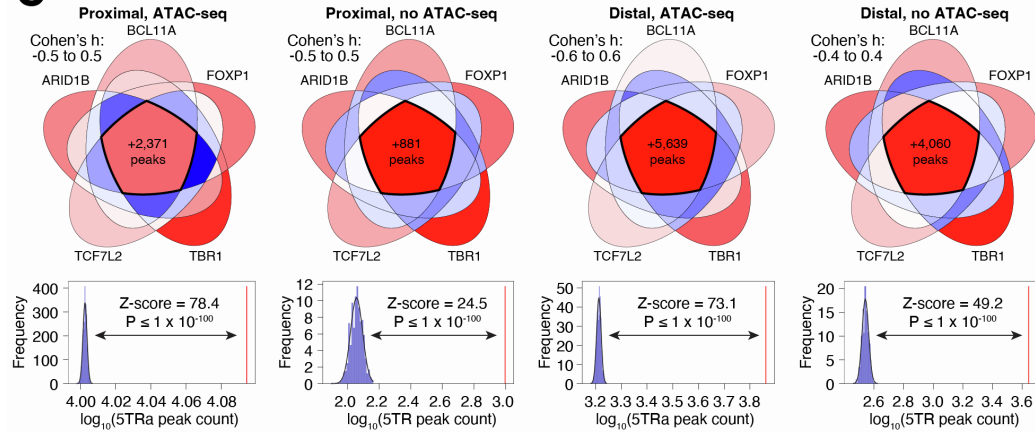 Proximal, ATAC-seq
BCL11A
Cohen's h:
-0.5 to 0.5
ARID1B
FOXP1
+2,371
peaks
TCF7L2
TBR1
Proximal, no ATAC-seq
BCL11A
Cohen's h:
-0.5 to 0.5
ARID1B
FOXP1
+881
peaks
TCF7L2
TBR1
Distal, ATAC-seq
BCL11A
Cohen's h:
-0.6 to 0.6
ARID1B
FOXP1
+5,639
peaks
TCF7L2
TBR1
Distal, no ATAC-seq
BCL11A
Cohen's h:
-0.4 to 0.4
ARID1B
FOXP1
+4,060
peaks
TCF7L2
TBR1
Frequency
400
300
200
100
0
Z-score = 78.4
P ≤ 1 x 10⁻¹⁰⁰
4.00 4.02 4.04 4.06 4.08
log₁₀(5TRa peak count)
Frequency
12
10
8
6
4
2
0
Z-score = 24.5
P ≤ 1 x 10⁻¹⁰⁰
2.0 2.2 2.4 2.6 2.8 3.0
log₁₀(5TR peak count)
Frequency
50
40
30
20
10
0
Z-score = 73.1
P ≤ 1 x 10⁻¹⁰⁰
3.2 3.3 3.4 3.5 3.6 3.7 3.8
log₁₀(5TRa peak count)
Frequency
20
15
10
5
0
Z-score = 49.2
P ≤ 1 x 10⁻¹⁰⁰
2.6 2.8 3.0 3.2 3.4 3.6
log₁₀(5TR peak count)